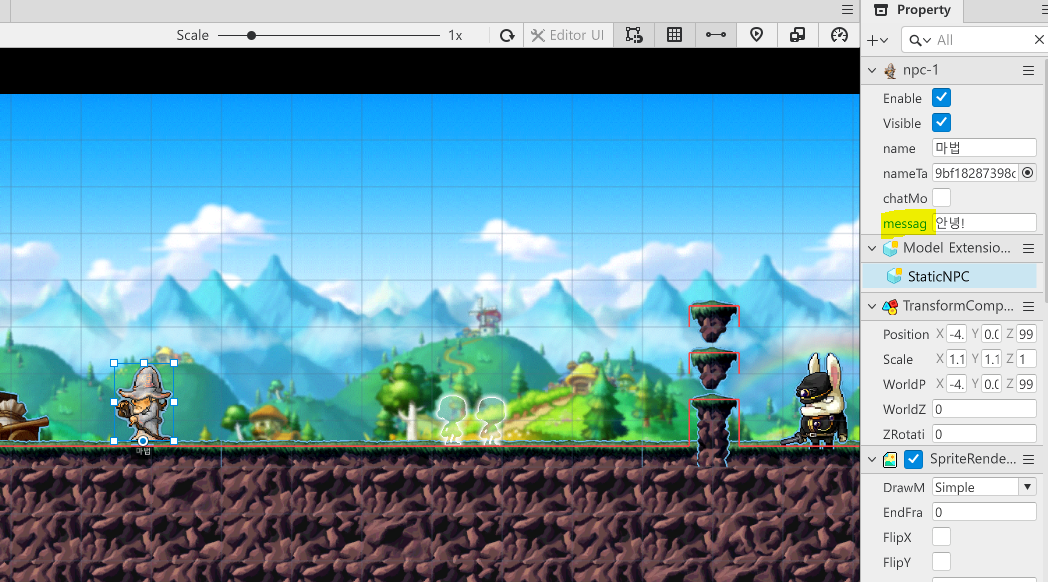 Property
Scale 1x Editor UI
All
npc-1
Enable
Visible
name 마법
nameTa 9bf18287398c
chatMo
messag 안녕!
Model Extensio...
StaticNPC
TransformComp...
Position X -4. Y 0.0 Z 99
Scale X 1.1 Y 1.1 Z 1
WorldP X -4. Y 0.0 Z 99
WorldZ 0
ZRotati 0
마법
SpriteRende...
DrawM Simple
EndFra 0
FlipX
FlipY